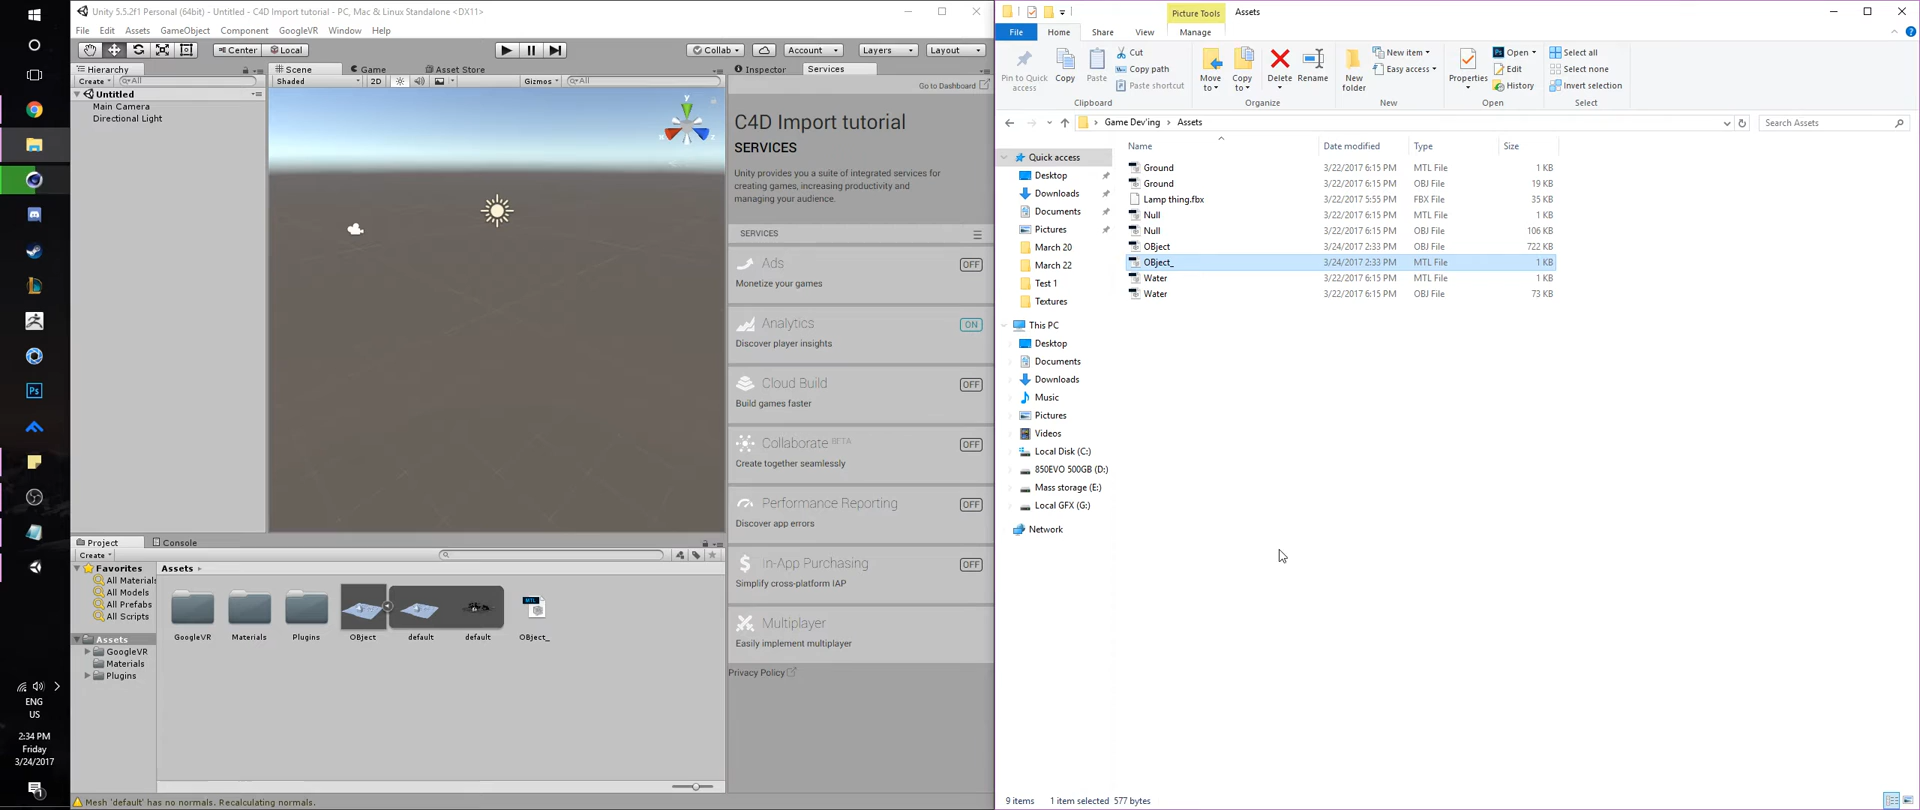 Unity 5.5.2f1 Personal (64bit) - Untitled - C4D Import tutorial - PC, Mac & Linux Standalone <DX11>
File Edit Assets GameObject Component GoogleVR Window Help
Center Local Collab Account Layers Layout
Hierarchy
Create All
Untitled
Main Camera
Directional Light
Scene Game Asset Store
Shaded 2D Gizmos All
y
Inspector Services
Go to Dashboard
C4D Import tutorial
SERVICES
Unity provides you a suite of integrated services for
creating games, increasing productivity and
managing your audience.
SERVICES
Ads OFF
Monetize your games
Analytics ON
Discover player insights
Cloud Build OFF
Build games faster
Collaborate BETA OFF
Create together seamlessly
Performance Reporting OFF
Discover app errors
In-App Purchasing OFF
Simplify cross-platform IAP
Multiplayer
Easily implement multiplayer
Privacy Policy
Project Console
Create
Favorites
All Materials
All Models
All Prefabs
All Scripts
Assets
GoogleVR
Materials
Plugins
Assets
MTL
GoogleVR Materials Plugins OBject default default OBject_
Mesh 'default' has no normals. Recalculating normals.
Ps
ENG
US
2:34 PM
Friday
3/24/2017
Picture Tools Assets
File Home Share View Manage
Pin to Quick access
Copy
Paste
Cut
Copy path
Paste shortcut
Clipboard
Move to
Copy to
Delete
Rename
Organize
New folder
New item
Easy access
New
Properties
Open
Edit
History
Open
Select all
Select none
Invert selection
Select
Game Dev'ing Assets Search Assets
Name Date modified Type Size
Ground 3/22/2017 6:15 PM MTL File 1 KB
Ground 3/22/2017 6:15 PM OBJ File 19 KB
Lamp thing.fbx 3/22/2017 5:55 PM FBX File 35 KB
Null 3/22/2017 6:15 PM MTL File 1 KB
Null 3/22/2017 6:15 PM OBJ File 106 KB
OBject 3/24/2017 2:33 PM OBJ File 722 KB
OBject_ 3/24/2017 2:33 PM MTL File 1 KB
Water 3/22/2017 6:15 PM MTL File 1 KB
Water 3/22/2017 6:15 PM OBJ File 73 KB
Quick access
Desktop
Downloads
Documents
Pictures
March 20
March 22
Test 1
Textures
This PC
Desktop
Documents
Downloads
Music
Pictures
Videos
Local Disk (C:)
850EVO 500GB (D:)
Mass storage (E:)
Local GFX (G:)
Network
9 items 1 item selected 577 bytes